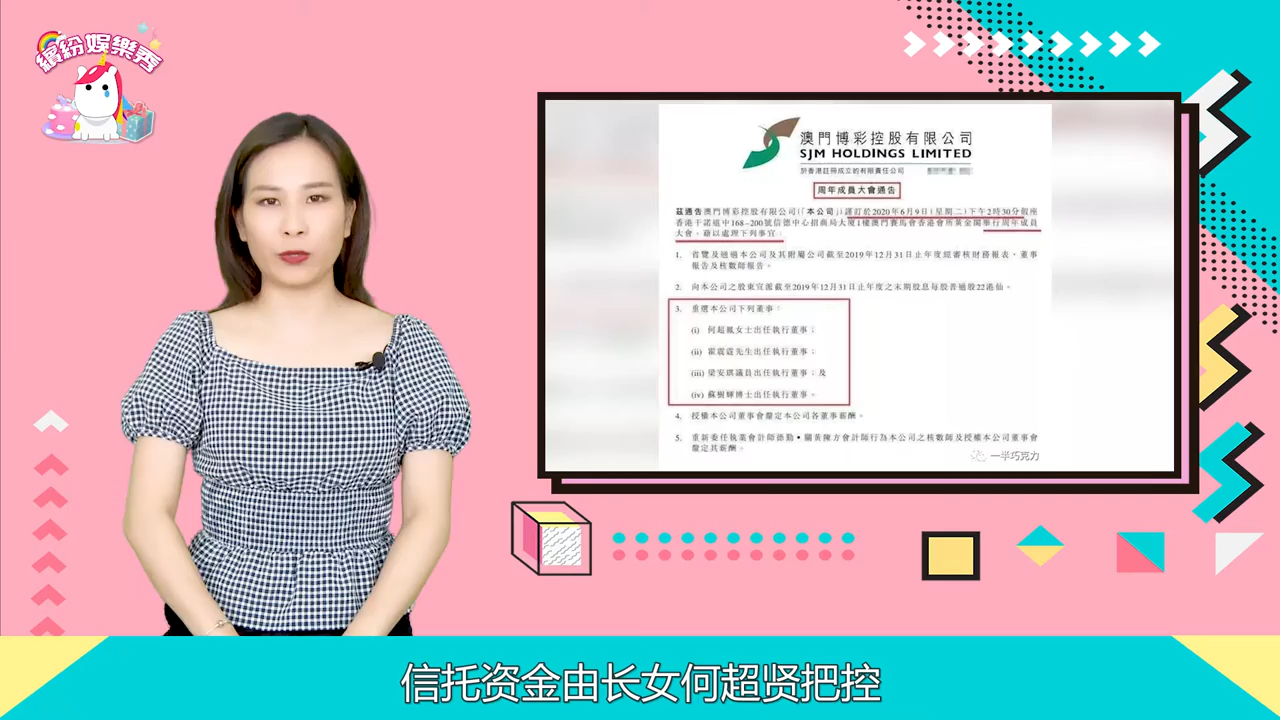 繽紛娛樂秀
澳門博彩控股有限公司
SJM HOLDINGS LIMITED
於香港註冊成立的有限責任公司
周年成員大會通告
茲通告澳門博彩控股有限公司(「本公司」)謹訂於2020年6月9日(星期二)下午2時30分假座
香港干諾道中168-200號信德中心招商局大廈1樓澳門賽馬會香港會所黃金閣舉行周年成員
大會，藉以處理下列事宜：
1. 省覽及通過本公司及其附屬公司截至2019年12月31日止年度經審核財務報表、董事
報告及核數師報告。
2. 向本公司之股東宣派截至2019年12月31日止年度之末期股息每股普通股22港仙。
3. 重選本公司下列董事：
(i) 何超鳳女士出任執行董事；
(ii) 霍震霆先生出任執行董事；
(iii) 梁安琪議員出任執行董事；及
(iv) 蘇樹輝博士出任執行董事。
4. 授權本公司董事會釐定本公司各董事薪酬。
5. 重新委任執業會計師德勤•關黃陳方會計師行為本公司之核數師及授權本公司董事會
釐定其薪酬。
一半巧克力
信托资金由长女何超贤把控